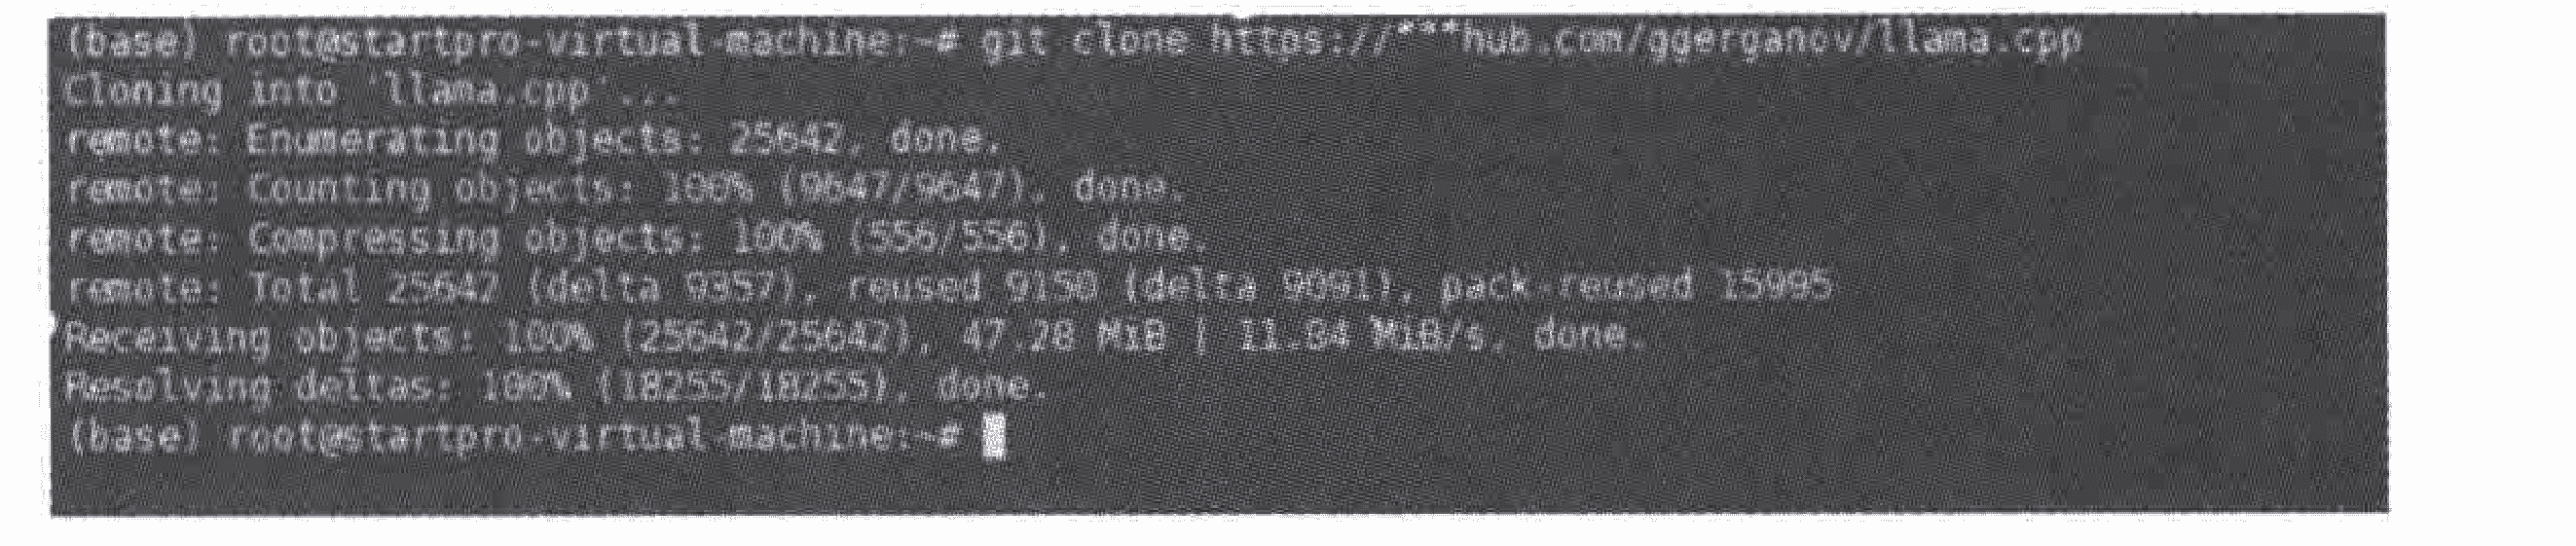 (base) root@startpro-virtual-machine:~# git clone https://***hub.com/ggerganov/llama.cpp
Cloning into 'llama.cpp'...
remote: Enumerating objects: 25642, done.
remote: Counting objects: 100% (9647/9647), done.
remote: Compressing objects: 100% (556/556), done.
remote: Total 25642 (delta 9357), reused 9150 (delta 9091), pack-reused 15995
Receiving objects: 100% (25642/25642), 47.28 MiB | 11.84 MiB/s, done.
Resolving deltas: 100% (18255/18255), done.
(base) root@startpro-virtual-machine:~#